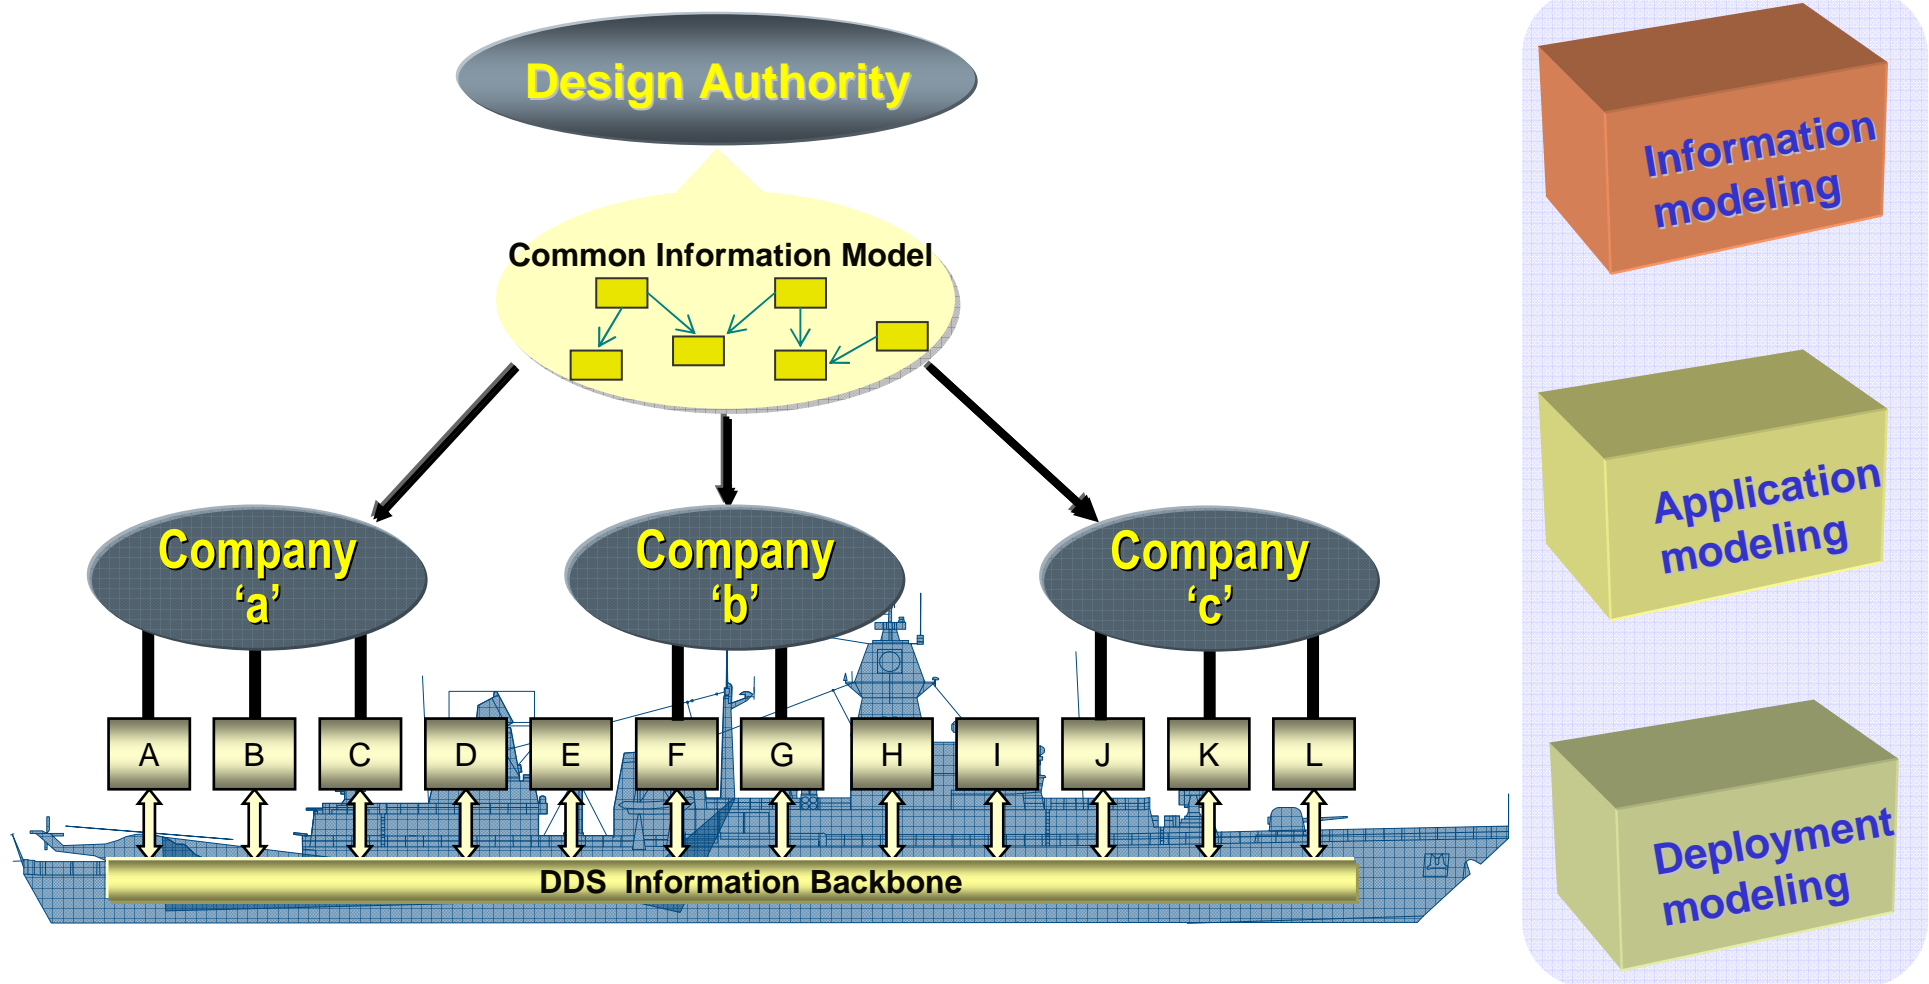 Design Authority
Common Information Model
Company
‘a’
Company
‘b’
Company
‘c’
A B C D E F G H I J K L
DDS Information Backbone
Information
modeling
Application
modeling
Deployment
modeling